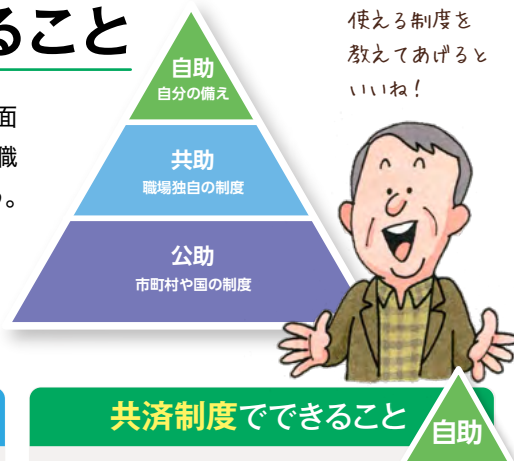 ること
面
職
。
自助
自分の備え
共助
職場独自の制度
公助
市町村や国の制度
使える制度を
教えてあげると
いいね！
共済制度でできること
自助